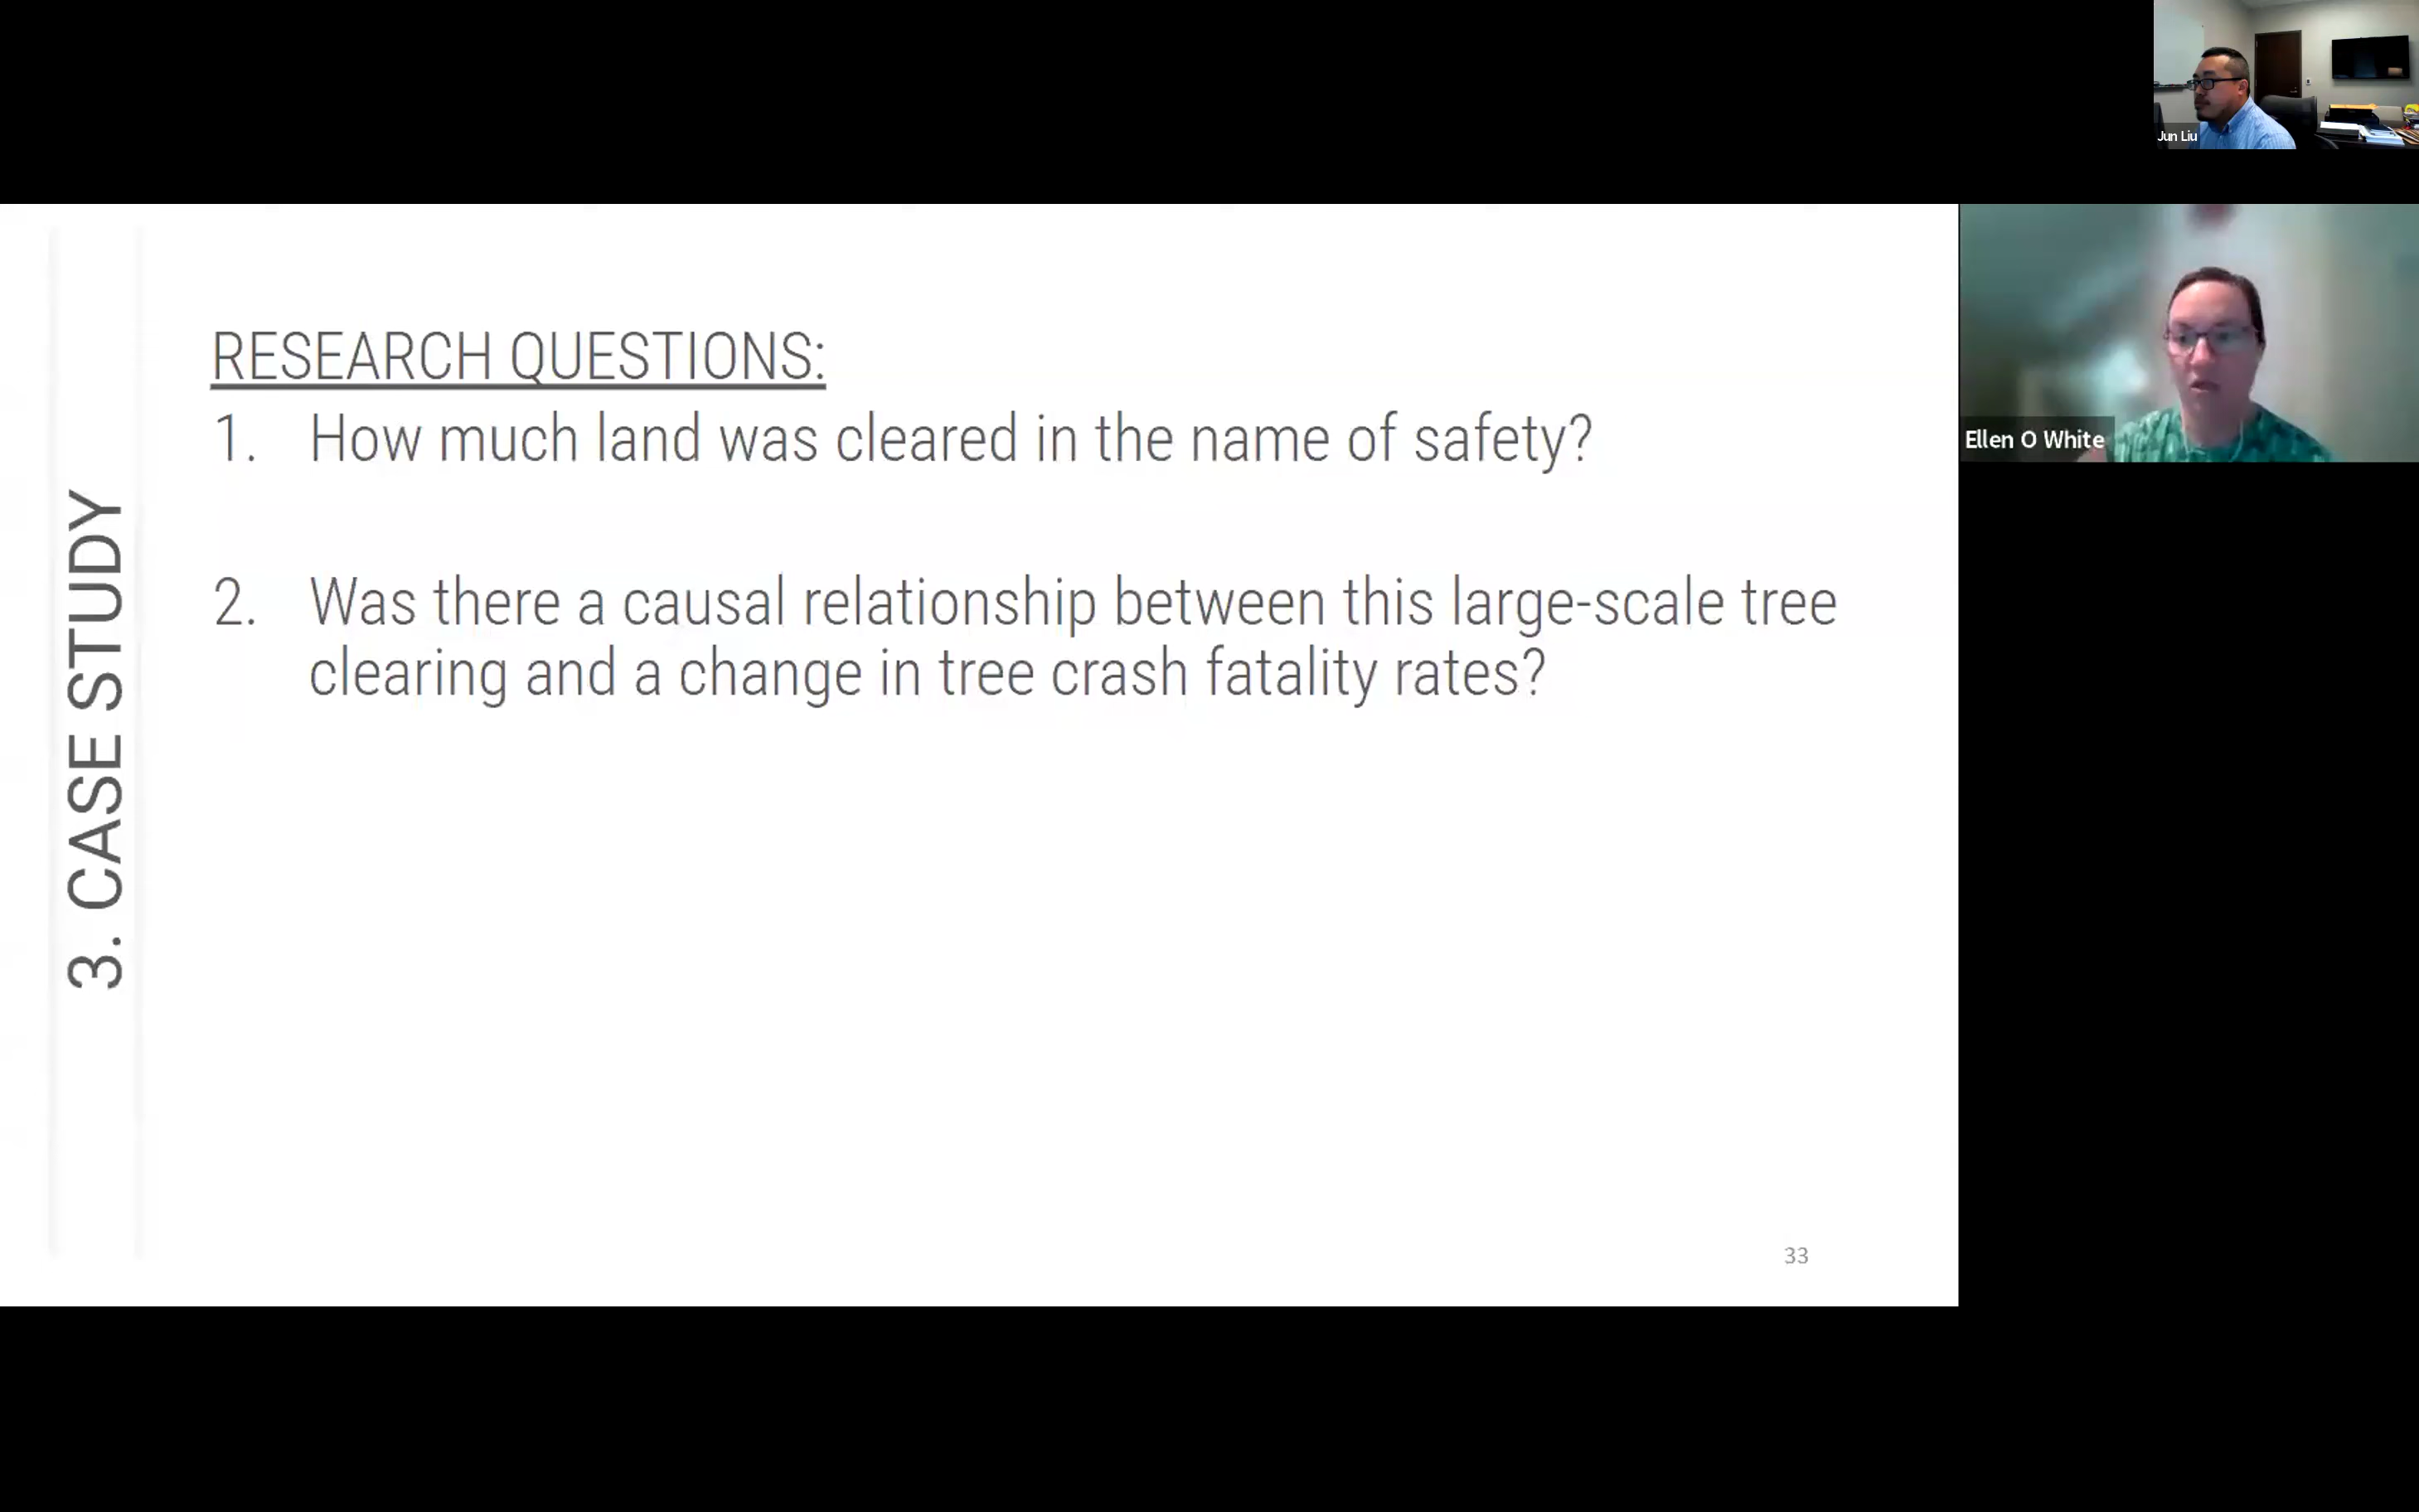 Jun Liu
Ellen O White
3. CASE STUDY
RESEARCH QUESTIONS:
1. How much land was cleared in the name of safety?
2. Was there a causal relationship between this large-scale tree
clearing and a change in tree crash fatality rates?
33